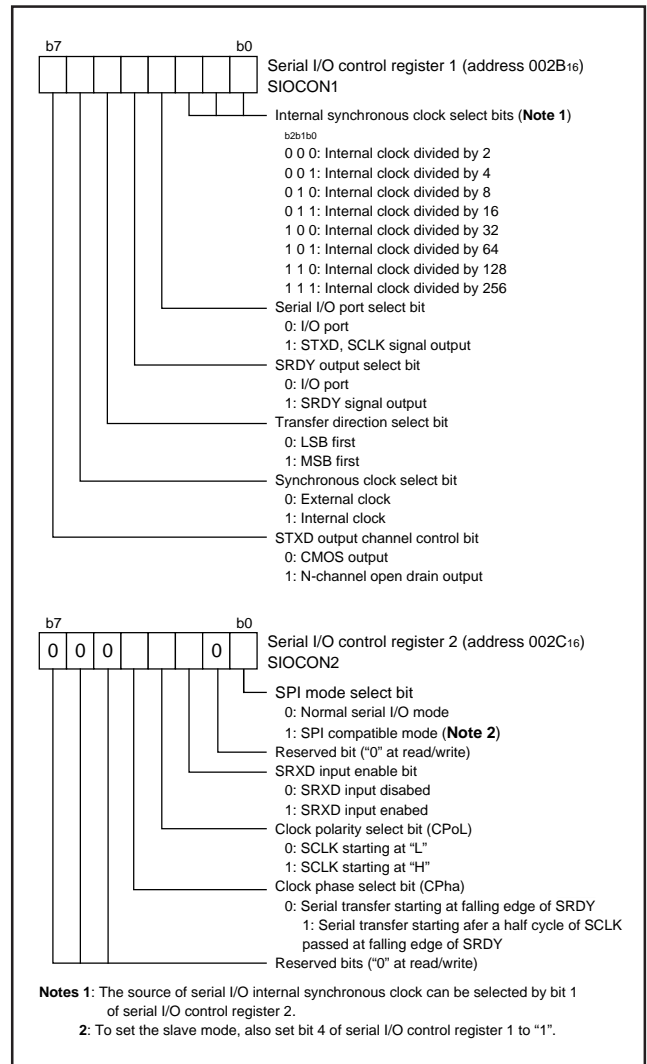 b7 b0
Serial I/O control register 1 (address 002B16)
SIOCON1
Internal synchronous clock select bits (Note 1)
b2b1b0
0 0 0: Internal clock divided by 2
0 0 1: Internal clock divided by 4
0 1 0: Internal clock divided by 8
0 1 1: Internal clock divided by 16
1 0 0: Internal clock divided by 32
1 0 1: Internal clock divided by 64
1 1 0: Internal clock divided by 128
1 1 1: Internal clock divided by 256
Serial I/O port select bit
0: I/O port
1: STXD, SCLK signal output
SRDY output select bit
0: I/O port
1: SRDY signal output
Transfer direction select bit
0: LSB first
1: MSB first
Synchronous clock select bit
0: External clock
1: Internal clock
STXD output channel control bit
0: CMOS output
1: N-channel open drain output
b7 b0
0 0 0 0
Serial I/O control register 2 (address 002C16)
SIOCON2
SPI mode select bit
0: Normal serial I/O mode
1: SPI compatible mode (Note 2)
Reserved bit (“0” at read/write)
SRXD input enable bit
0: SRXD input disabed
1: SRXD input enabed
Clock polarity select bit (CPoL)
0: SCLK starting at “L”
1: SCLK starting at “H”
Clock phase select bit (CPha)
0: Serial transfer starting at falling edge of SRDY
1: Serial transfer starting afer a half cycle of SCLK
passed at falling edge of SRDY
Reserved bits (“0” at read/write)
Notes 1: The source of serial I/O internal synchronous clock can be selected by bit 1
of serial I/O control register 2.
2: To set the slave mode, also set bit 4 of serial I/O control register 1 to “1”.